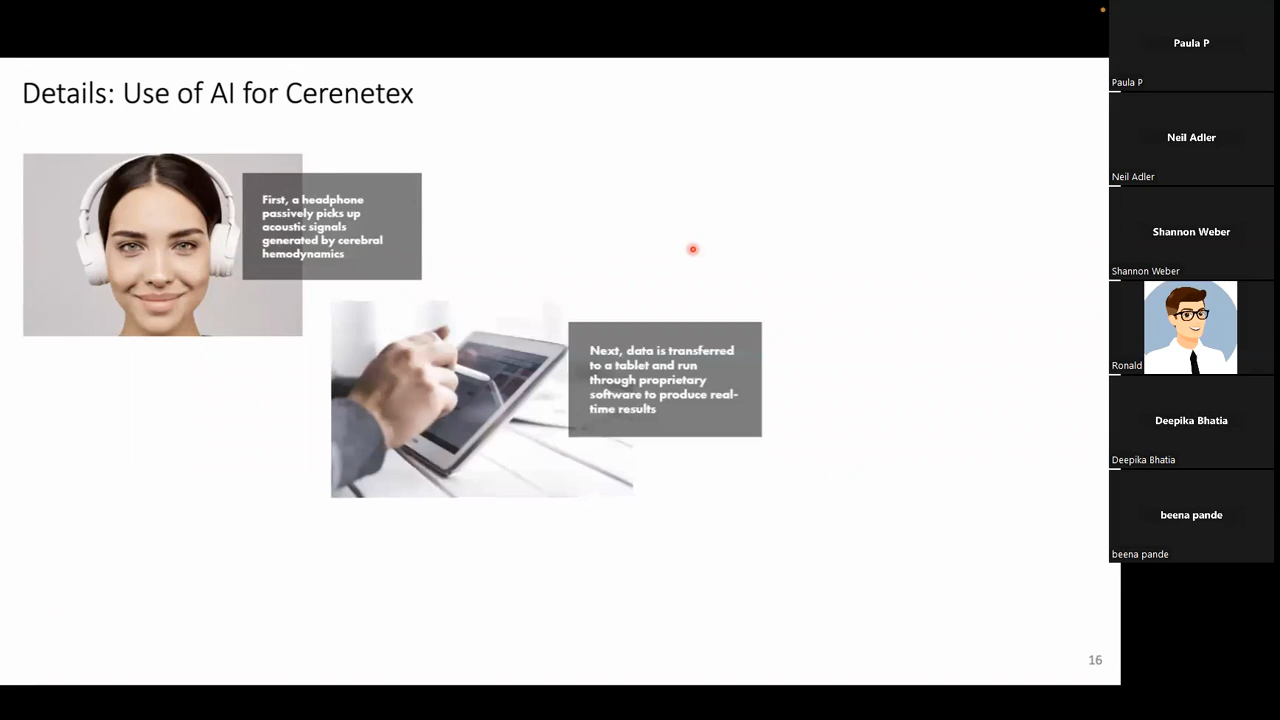 Details: Use of AI for Cerenetex
First, a headphone
passively picks up
acoustic signals
generated by cerebral
hemodynamics
Next, data is transferred
to a tablet and run
through proprietary
software to produce real-
time results
16
Paula P
Paula P
Neil Adler
Neil Adler
Shannon Weber
Shannon Weber
Ronald
Deepika Bhatia
Deepika Bhatia
beena pande
beena pande